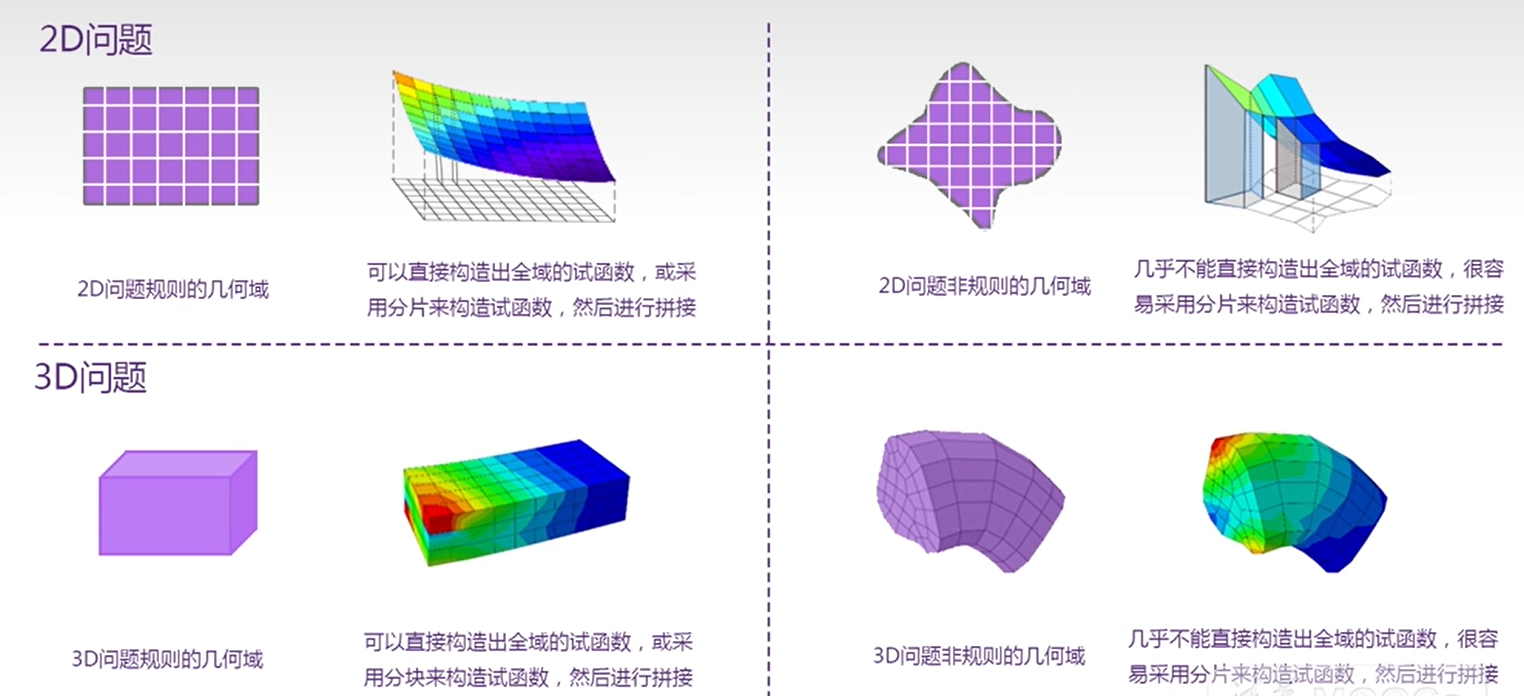 2D问题
2D问题规则的几何域
可以直接构造出全域的试函数，或采
用分片来构造试函数，然后进行拼接
2D问题非规则的几何域
几乎不能直接构造出全域的试函数，很容
易采用分片来构造试函数，然后进行拼接
3D问题
3D问题规则的几何域
可以直接构造出全域的试函数，或采
用分块来构造试函数，然后进行拼接
3D问题非规则的几何域
几乎不能直接构造出全域的试函数，很容
易采用分片来构造试函数，然后进行拼接